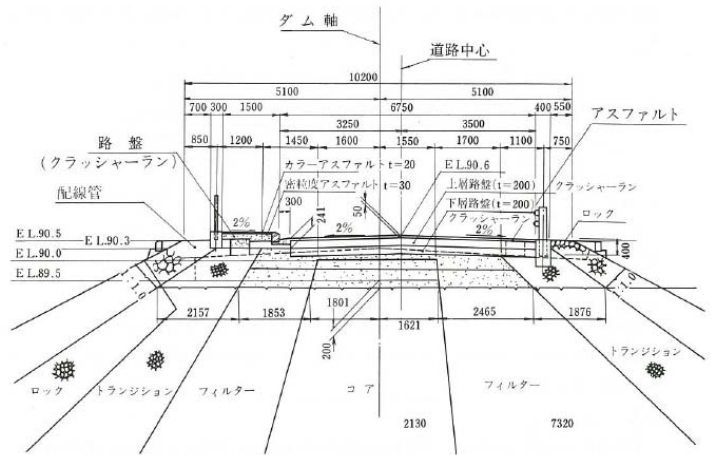 ダム軸
道路中心
10200
5100 5100
700 300 1500 6750 400 550
アスファルト
3250 3500
路盤
(クラッシャーラン)
850 1200 1450 1600 1550 1700 1100 750
カラーアスファルトt=20
EL.90.6
密粒度アスファルトt=30
上層路盤(t=200)
クラッシャーラン
配線管
300
241
50
下層路盤(t=200)
クラッシャーラン
ロック
2%
2%
2%
EL.90.5
EL.90.3
EL.90.0
EL.89.5
400
1.0
1.0
2157 1853 1801 1621 2465 1876
200
ロック トランジション フィルター コア フィルター トランジション
2130 7320